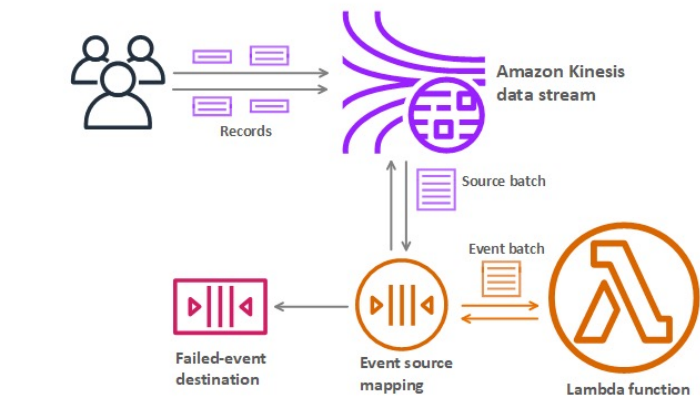 Amazon Kinesis
data stream
Records
Source batch
Event batch
Failed-event
destination
Event source
mapping
Lambda function